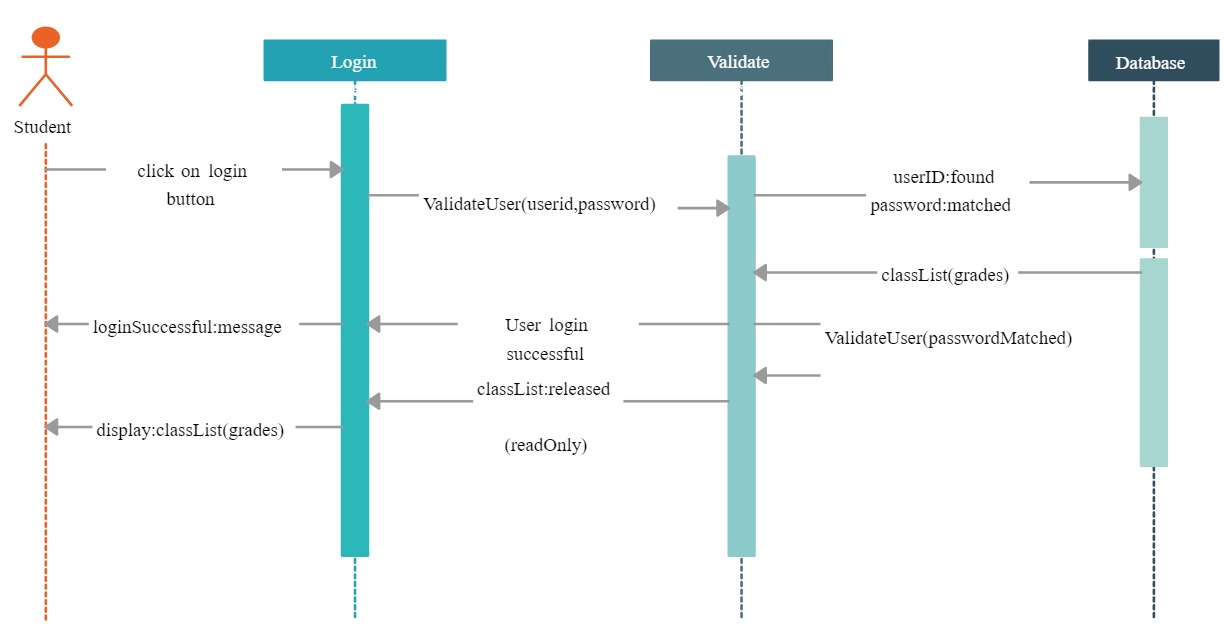 Login
Validate
Database
Student
click on login
button
ValidateUser(userid,password)
userID:found
password:matched
classList(grades)
loginSuccessful:message
User login
successful
ValidateUser(passwordMatched)
classList:released
(readOnly)
display:classList(grades)